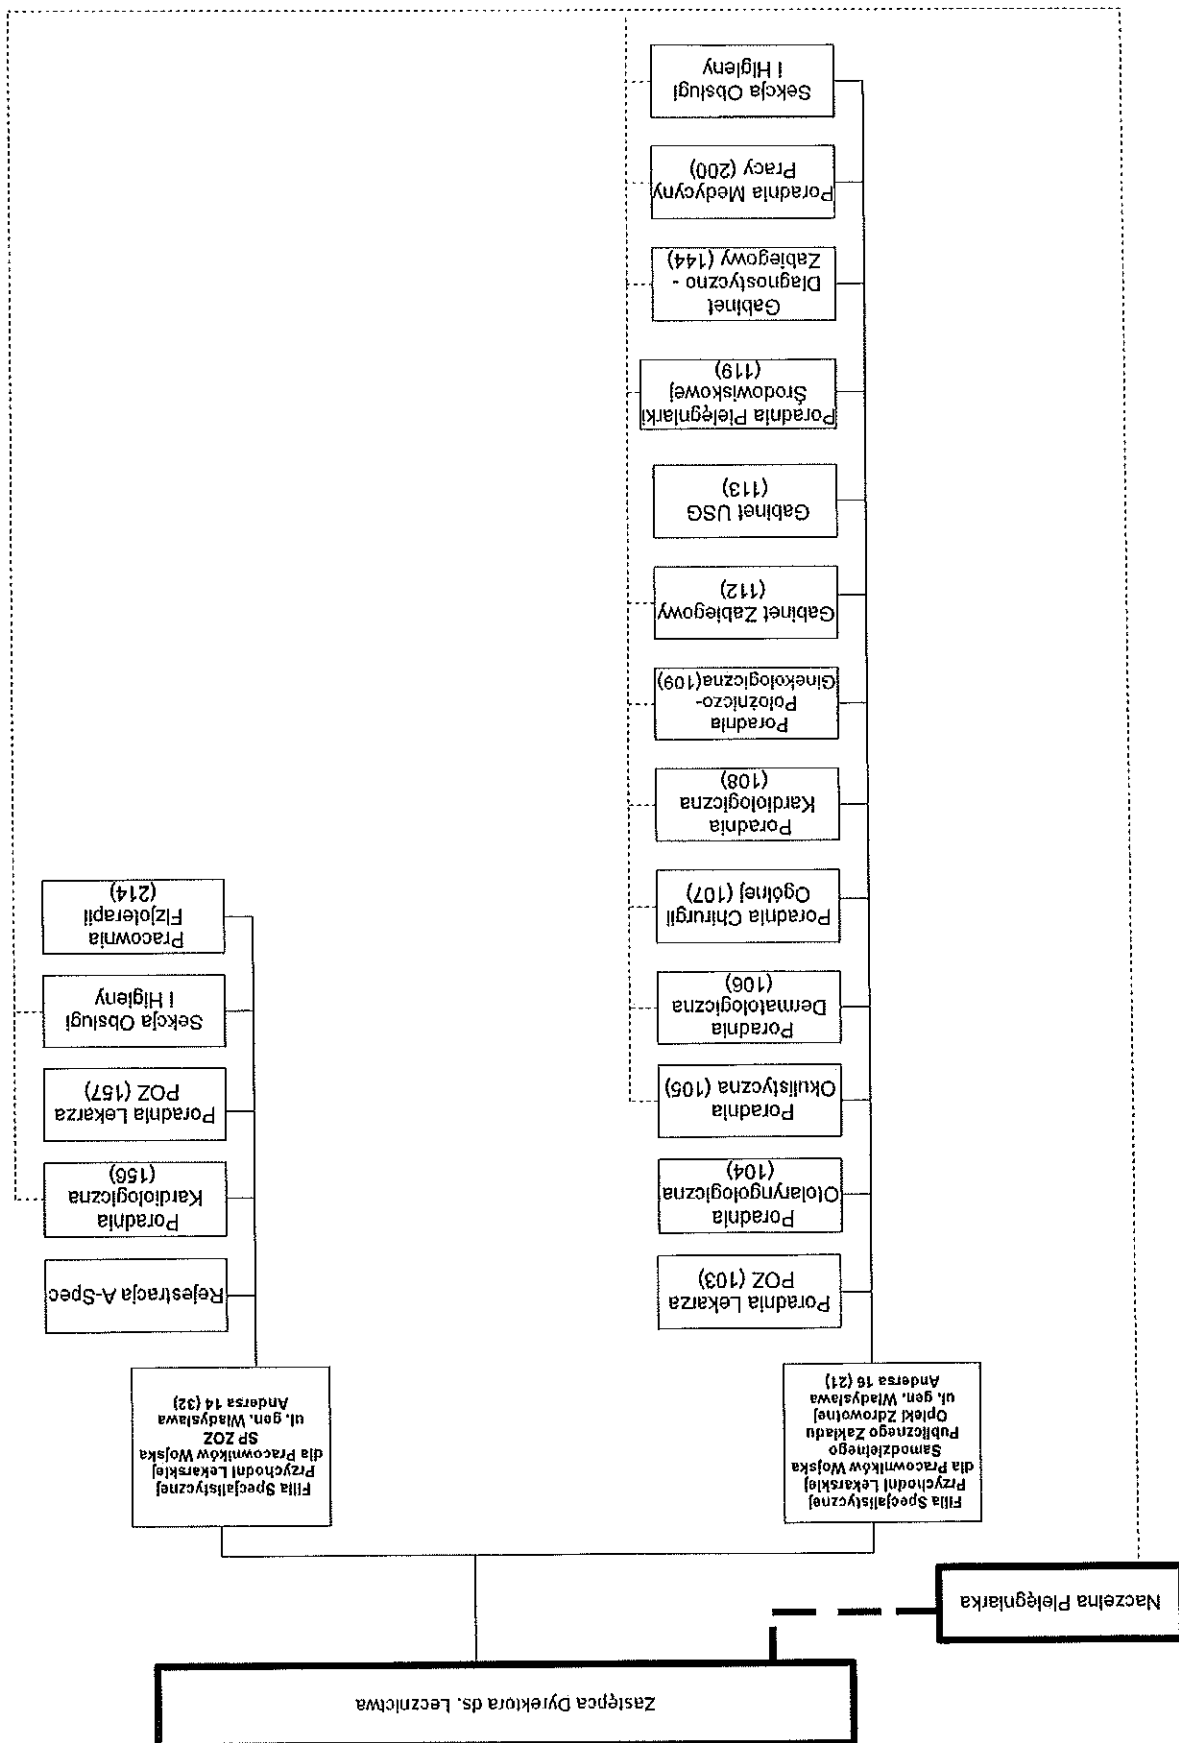 Zastępca Dyrektora ds. Lecznictwa
Naczelna Pielęgniarka
Filia Specjalistycznej
Przychodni Lekarskiej
dla Pracowników Wojska
Samodzielnego
Publicznego Zakładu
Opieki Zdrowotnej
ul. gen. Władysława
Andersa 16 (21)
Poradnia Lekarza
POZ (103)
Poradnia
Otolaryngologiczna
(104)
Poradnia
Okulistyczna (105)
Poradnia
Dermatologiczna
(106)
Poradnia Chirurgii
Ogólnej (107)
Poradnia
Kardiologiczna
(108)
Poradnia
Położniczo-
Ginekologiczna(109)
Gabinet Zabiegowy
(112)
Gabinet USG
(113)
Poradnia Pielęgniarki
Środowiskowej
(119)
Gabinet
Diagnostyczno -
Zabiegowy (144)
Poradnia Medycyny
Pracy (200)
Sekcja Obsługi
i Higieny
Filia Specjalistycznej
Przychodni Lekarskiej
dla Pracowników Wojska
SP ZOZ
ul. gen. Władysława
Andersa 14 (32)
Rejestracja A-Spec
Poradnia
Kardiologiczna
(156)
Poradnia Lekarza
POZ (157)
Sekcja Obsługi
i Higieny
Pracownia
Fizjoterapii
(214)